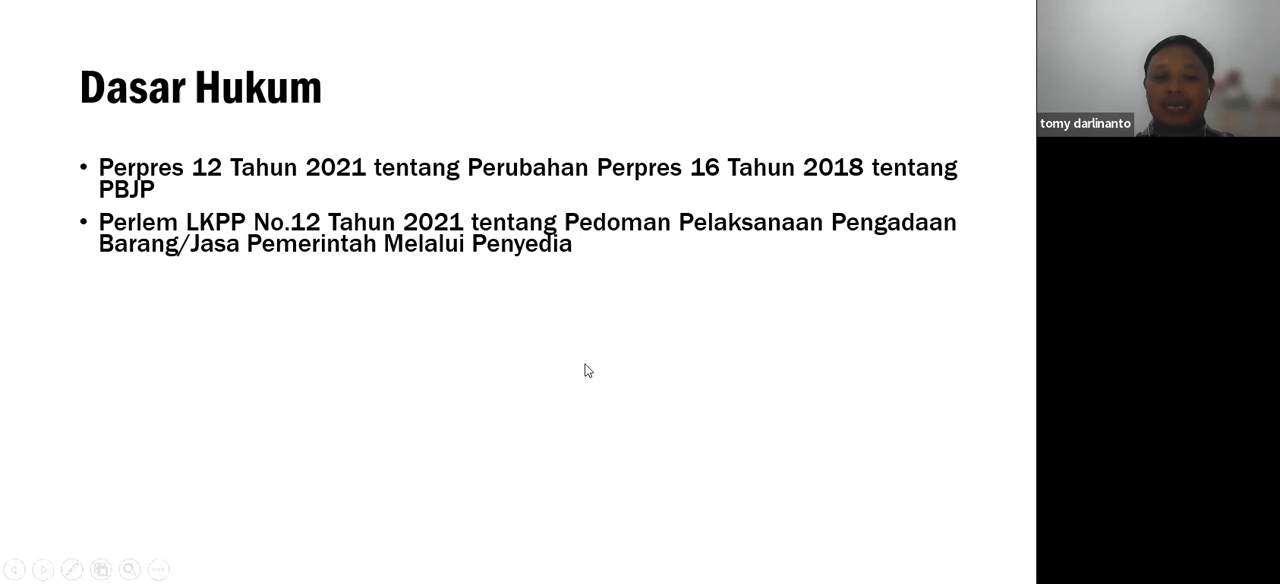 Dasar Hukum
• Perpres 12 Tahun 2021 tentang Perubahan Perpres 16 Tahun 2018 tentang
PBJP
• Perlem LKPP No.12 Tahun 2021 tentang Pedoman Pelaksanaan Pengadaan
Barang/Jasa Pemerintah Melalui Penyedia
tomy darlinanto